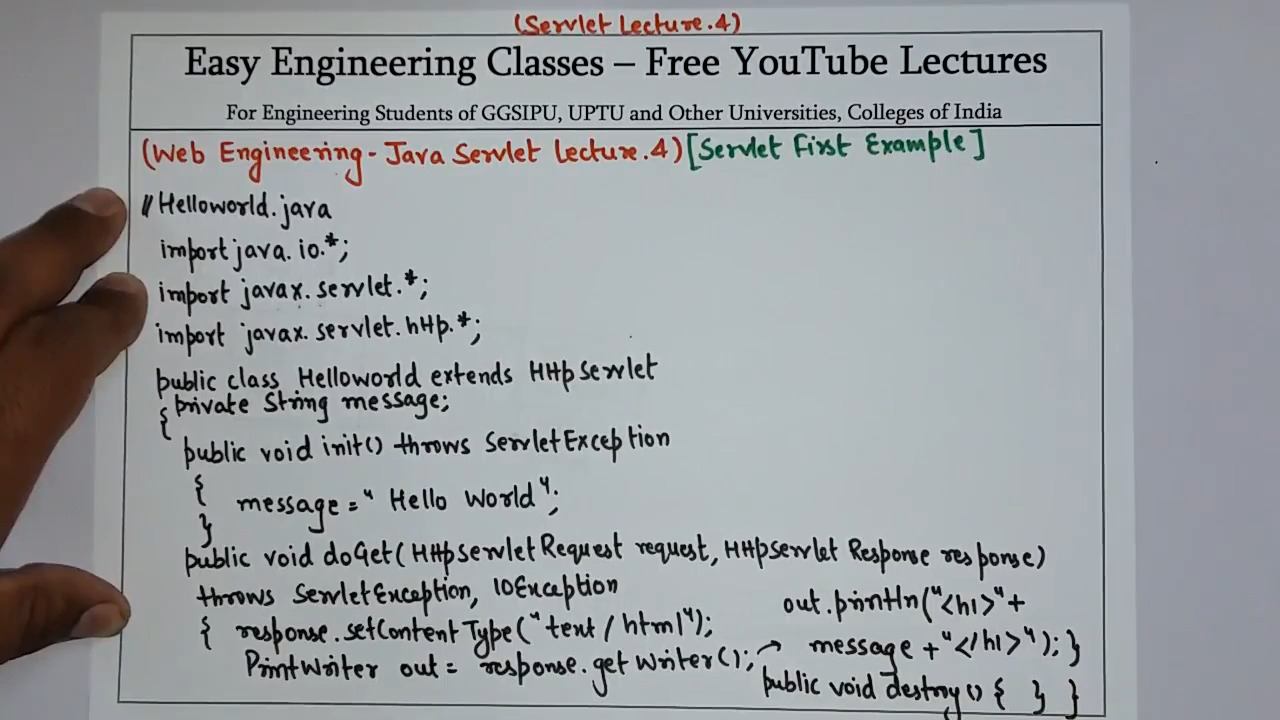 (Servlet Lecture.4)
Easy Engineering Classes – Free YouTube Lectures
For Engineering Students of GGSIPU, UPTU and Other Universities, Colleges of India
(Web Engineering - Java Servlet Lecture.4) [Servlet First Example]
// Helloworld.java
import java.io.*;
import javax.servlet.*;
import javax.servlet.http.*;
public class Helloworld extends HttpServlet
{ private String message;
public void init() throws ServletException
{ message = " Hello World";
}
public void doGet(HttpServletRequest request, HttpServlet Response response)
throws ServletException, IOException
{ response.setContentType("text/html");
PrintWriter out = response.getWriter(); →
out.println("<h1>"+
message + "</h1>"); }
public void destroy() { } }